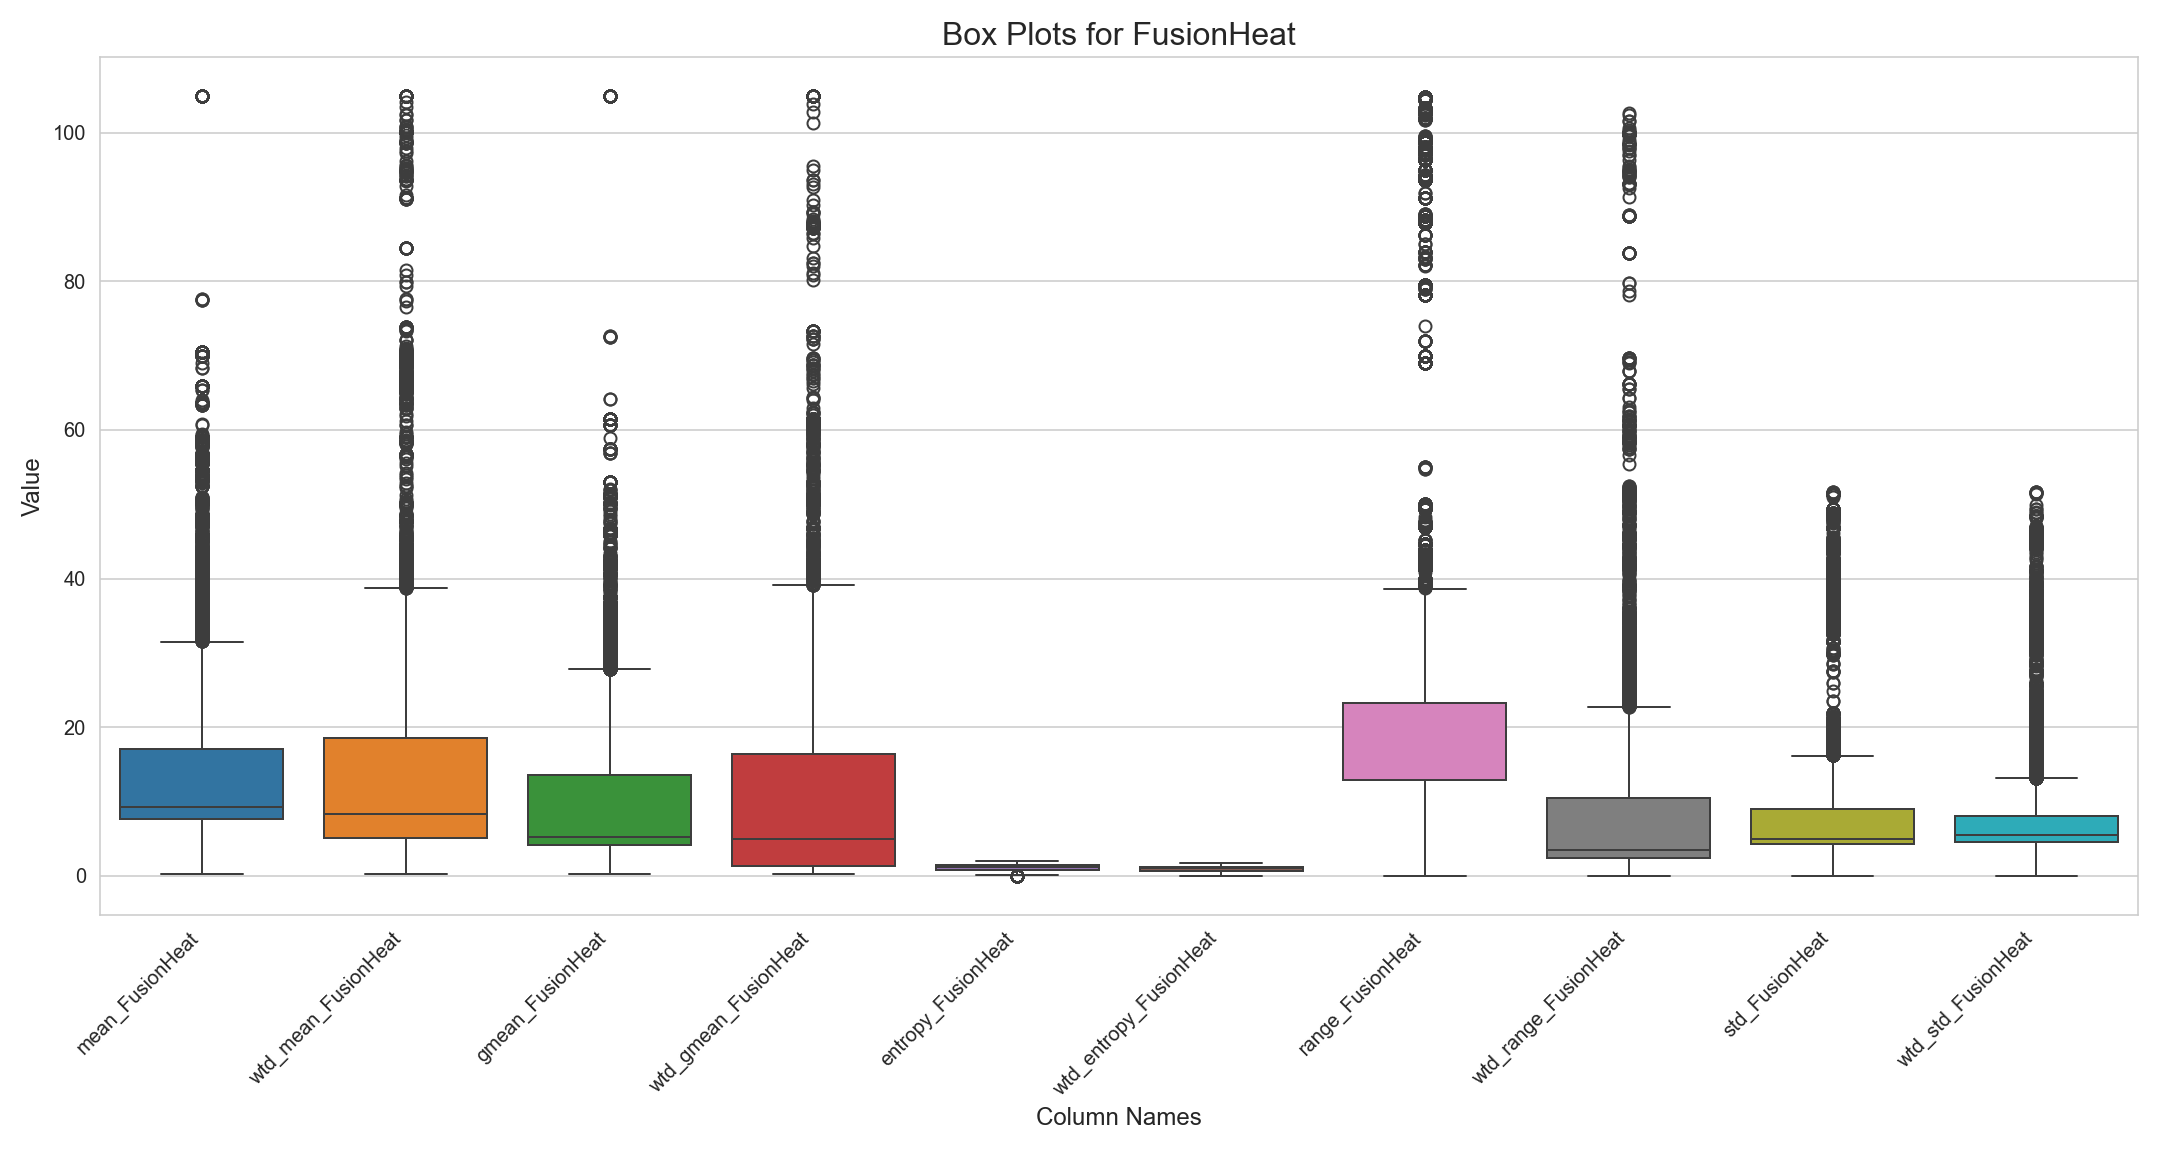 Box Plots for FusionHeat
Value
100
80
60
40
20
0
mean_FusionHeat
wtd_mean_FusionHeat
gmean_FusionHeat
wtd_gmean_FusionHeat
entropy_FusionHeat
wtd_entropy_FusionHeat
range_FusionHeat
wtd_range_FusionHeat
std_FusionHeat
wtd_std_FusionHeat
Column Names